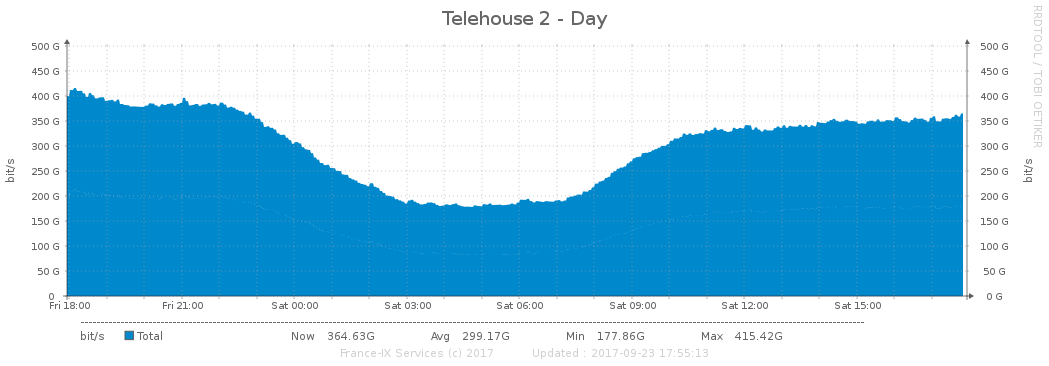 Telehouse 2 - Day
RRDTOOL / TOBI OETIKER
500 G 500 G
450 G 450 G
400 G 400 G
350 G 350 G
300 G 300 G
250 G 250 G
200 G 200 G
150 G 150 G
100 G 100 G
50 G 50 G
0 0 G
bit/s
bit/s
Fri 18:00 Fri 21:00 Sat 00:00 Sat 03:00 Sat 06:00 Sat 09:00 Sat 12:00 Sat 15:00
bit/s Total Now 364.63G Avg 299.17G Min 177.86G Max 415.42G
France-IX Services (c) 2017 Updated : 2017-09-23 17:55:13